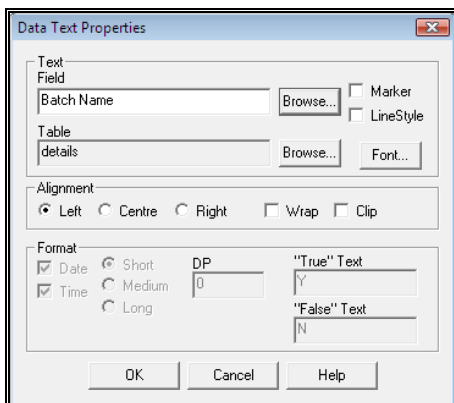 Data Text Properties
Text
Field
Batch Name
Browse...
Marker
LineStyle
Table
details
Browse...
Font...
Alignment
Left Centre Right Wrap Clip
Format
Date Short DP "True" Text
Time Medium 0 Y
Long "False" Text
N
OK Cancel Help